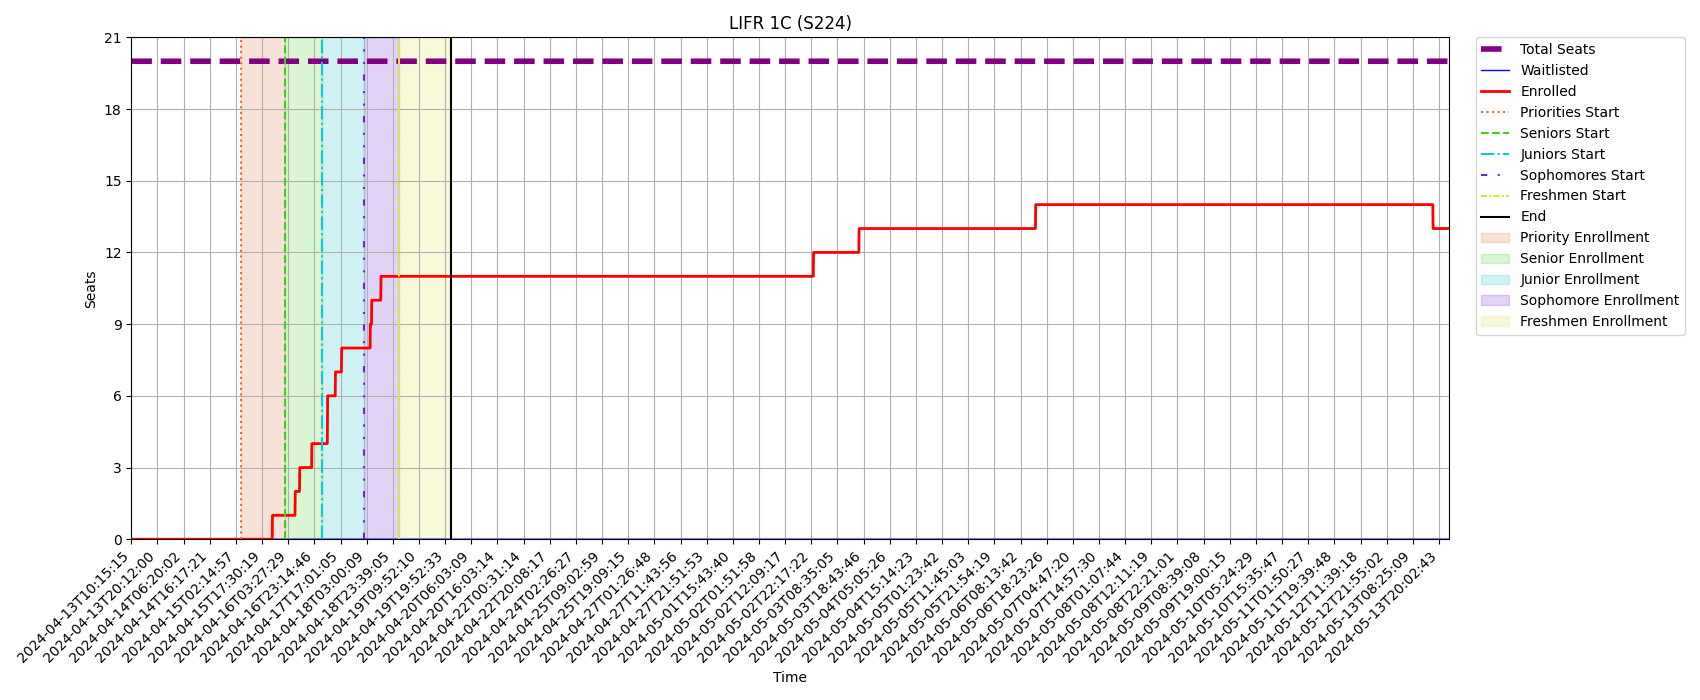 LIFR 1C (S224)
21
18
15
12
9
6
3
0
Seats
2024-04-13T10:15:15
2024-04-13T20:12:00
2024-04-14T06:20:02
2024-04-14T16:17:21
2024-04-15T02:14:57
2024-04-15T17:30:19
2024-04-16T03:27:29
2024-04-16T23:14:46
2024-04-17T17:01:05
2024-04-18T03:00:09
2024-04-18T23:39:05
2024-04-19T09:52:10
2024-04-19T19:52:33
2024-04-20T06:03:09
2024-04-20T16:03:14
2024-04-22T00:31:14
2024-04-22T20:08:17
2024-04-24T02:26:27
2024-04-25T09:02:59
2024-04-25T19:09:15
2024-04-27T01:26:48
2024-04-27T11:43:56
2024-04-27T21:51:53
2024-05-01T15:43:40
2024-05-02T01:51:58
2024-05-02T12:09:17
2024-05-02T22:17:22
2024-05-03T08:35:05
2024-05-03T18:43:46
2024-05-04T05:05:26
2024-05-04T15:14:23
2024-05-05T01:23:42
2024-05-05T11:45:03
2024-05-05T21:54:19
2024-05-06T08:13:42
2024-05-06T18:23:26
2024-05-07T04:47:20
2024-05-07T14:57:30
2024-05-08T01:07:44
2024-05-08T12:11:19
2024-05-08T22:21:01
2024-05-09T08:39:08
2024-05-09T19:00:15
2024-05-10T05:24:29
2024-05-10T15:35:47
2024-05-11T01:50:27
2024-05-11T19:39:48
2024-05-12T11:39:18
2024-05-12T21:55:02
2024-05-13T08:25:09
2024-05-13T20:02:43
Time
Total Seats
Waitlisted
Enrolled
Priorities Start
Seniors Start
Juniors Start
Sophomores Start
Freshmen Start
End
Priority Enrollment
Senior Enrollment
Junior Enrollment
Sophomore Enrollment
Freshmen Enrollment